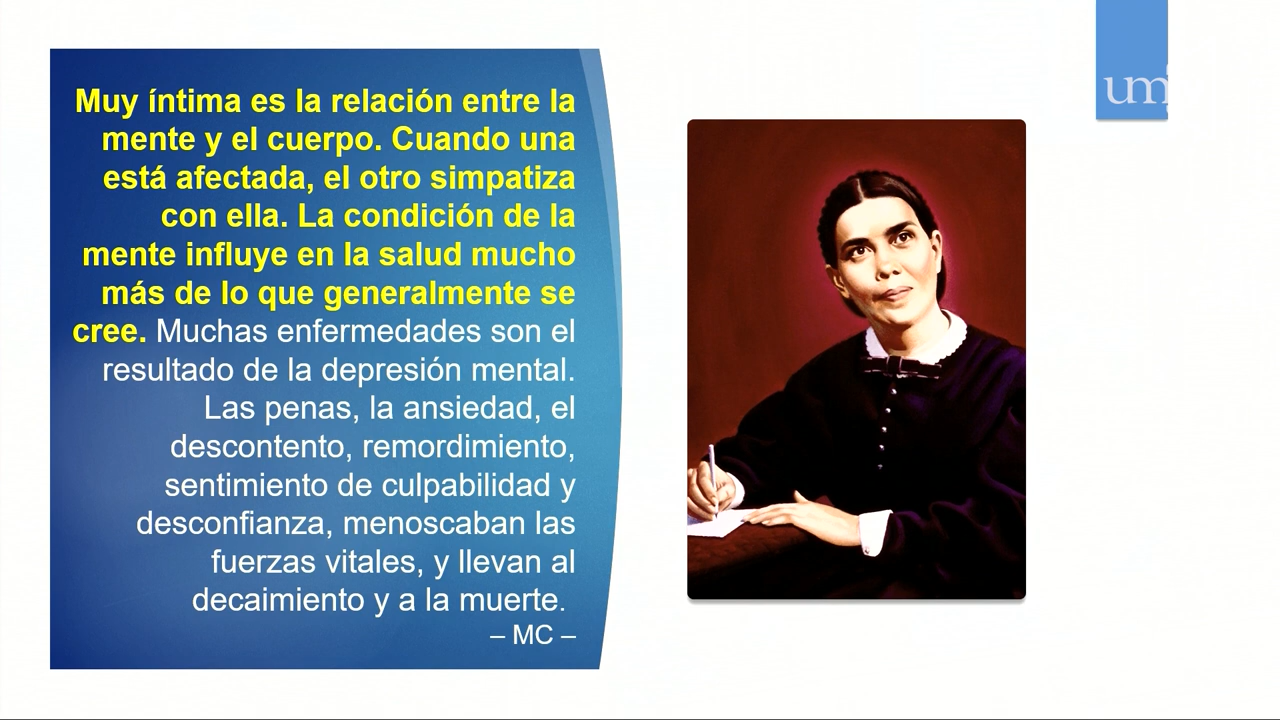 um
Muy íntima es la relación entre la
mente y el cuerpo. Cuando una
está afectada, el otro simpatiza
con ella. La condición de la
mente influye en la salud mucho
más de lo que generalmente se
cree. Muchas enfermedades son el
resultado de la depresión mental.
Las penas, la ansiedad, el
descontento, remordimiento,
sentimiento de culpabilidad y
desconfianza, menoscaban las
fuerzas vitales, y llevan al
decaimiento y a la muerte.
– MC –